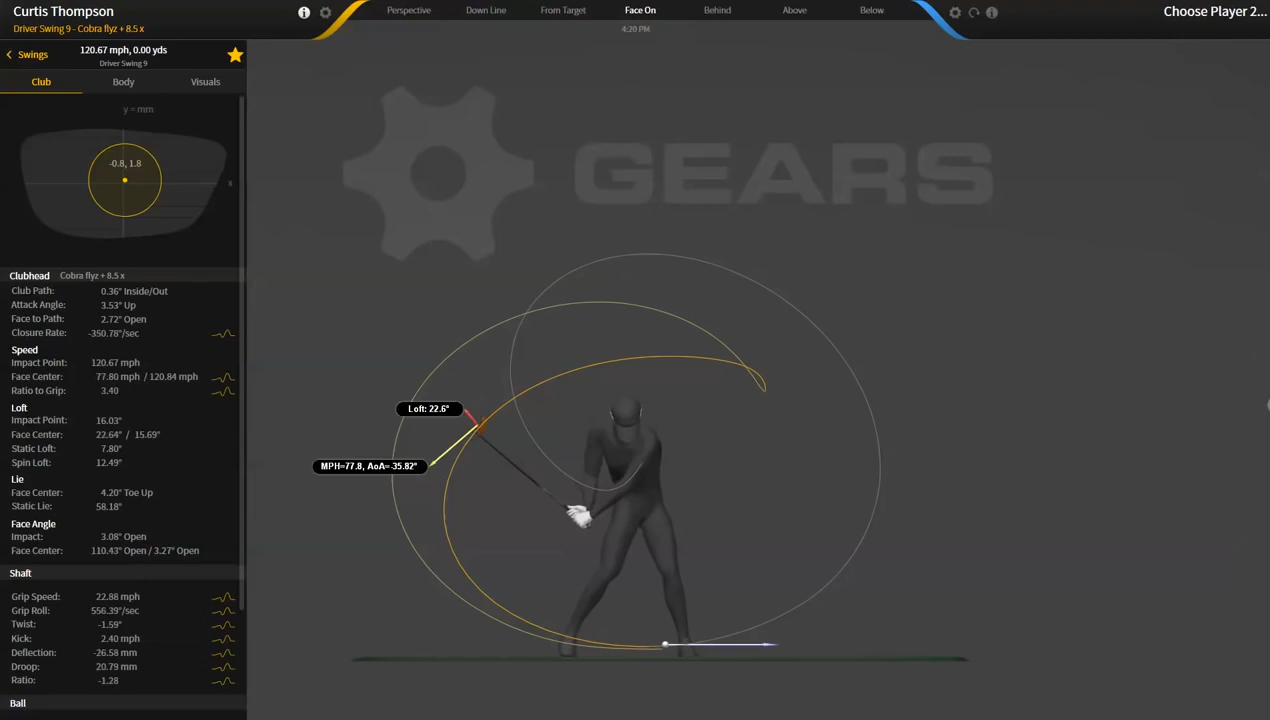 Curtis Thompson
Driver Swing 9 - Cobra flyz + 8.5 x
Perspective
Down Line
From Target
Face On
Behind
Above
Below
4:20 PM
Choose Player 2...
Swings
120.67 mph, 0.00 yds
Driver Swing 9
Club
Body
Visuals
y = mm
-0.8, 1.8
x
GEARS
Clubhead Cobra flyz + 8.5 x
Club Path: 0.36° Inside/Out
Attack Angle: 3.53° Up
Face to Path: 2.72° Open
Closure Rate: -350.78°/sec
Speed
Impact Point: 120.67 mph
Face Center: 77.80 mph / 120.84 mph
Ratio to Grip: 3.40
Loft
Impact Point: 16.03°
Face Center: 22.64° / 15.69°
Static Loft: 7.80°
Spin Loft: 12.49°
Lie
Face Center: 4.20° Toe Up
Static Lie: 58.18°
Face Angle
Impact: 3.08° Open
Face Center: 110.43° Open / 3.27° Open
Shaft
Grip Speed: 22.88 mph
Grip Roll: 556.39°/sec
Twist: -1.59°
Kick: 2.40 mph
Deflection: -26.58 mm
Droop: 20.79 mm
Ratio: -1.28
Ball
Loft: 22.6°
MPH=77.8, AoA=-35.82°